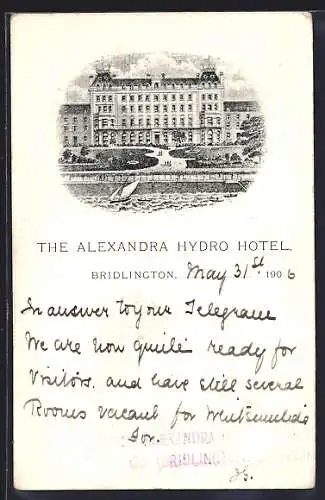 THE ALEXANDRA HYDRO HOTEL.
BRIDLINGTON, May 31st 1906
In answer to your Telegram
We are now quite ready for
Visitors, and have still several
Rooms vacant for Whitsuntide
ALEXANDRA
BRIDLINGT